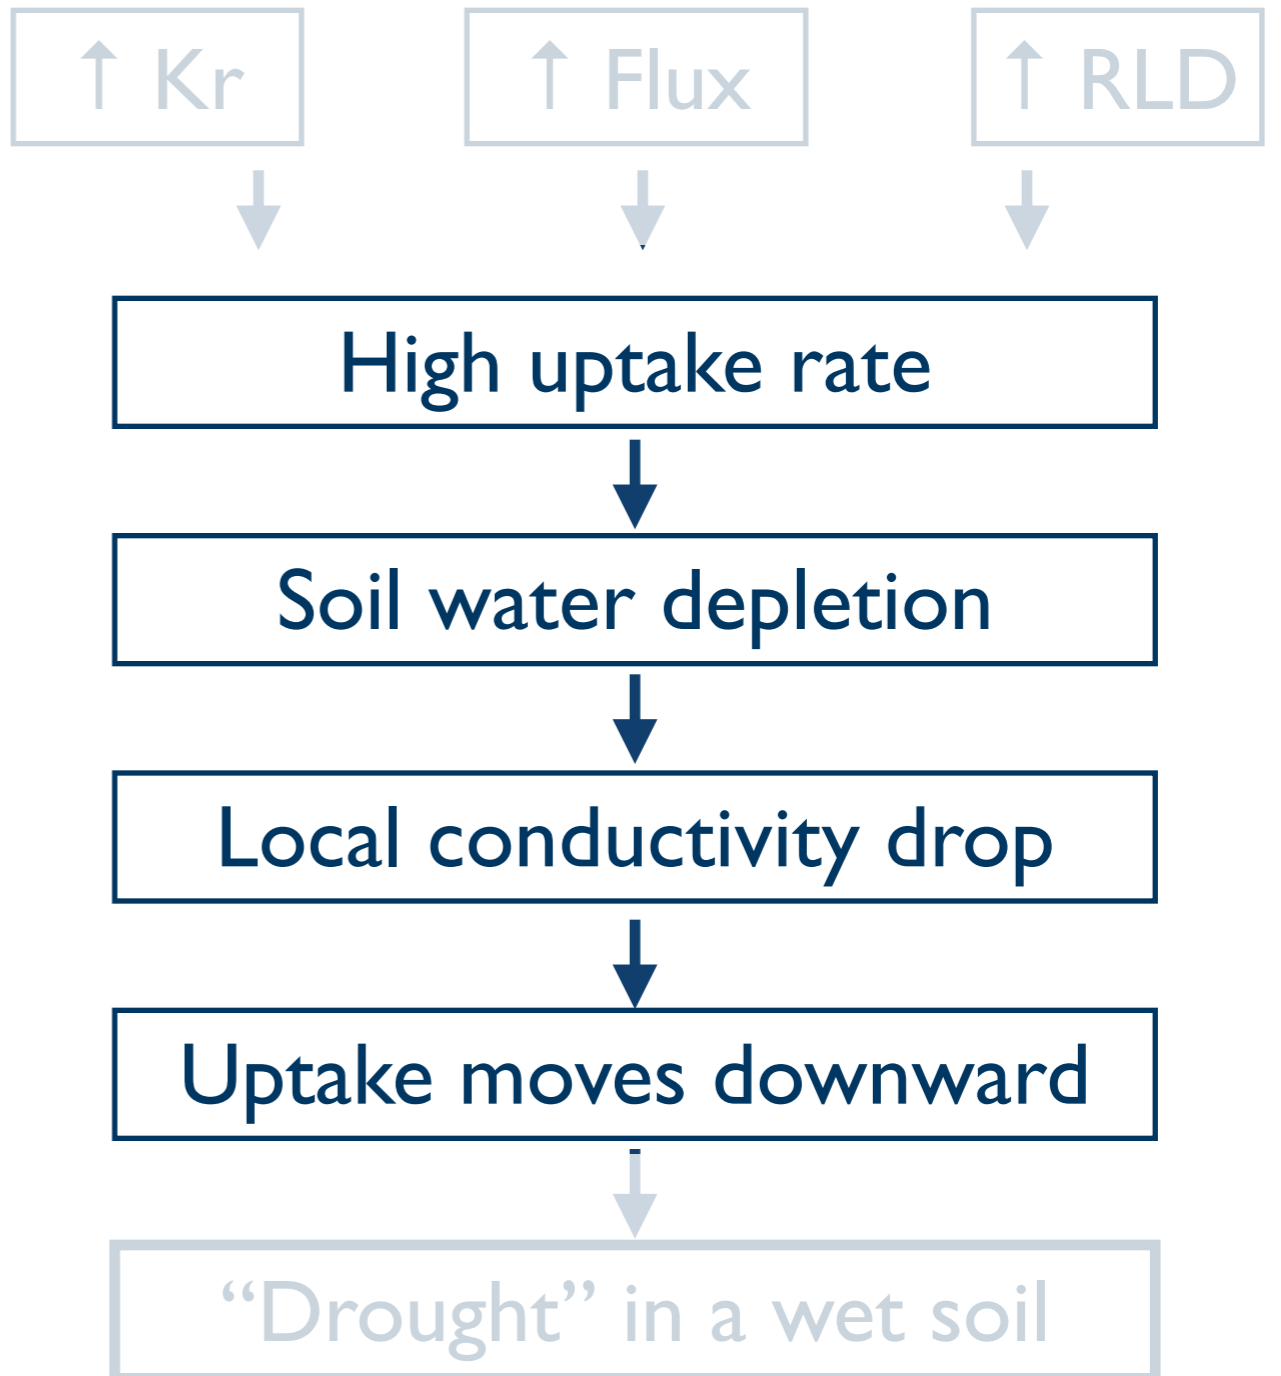 ↑ Kr
↑ Flux
↑ RLD
High uptake rate
Soil water depletion
Local conductivity drop
Uptake moves downward
“Drought” in a wet soil